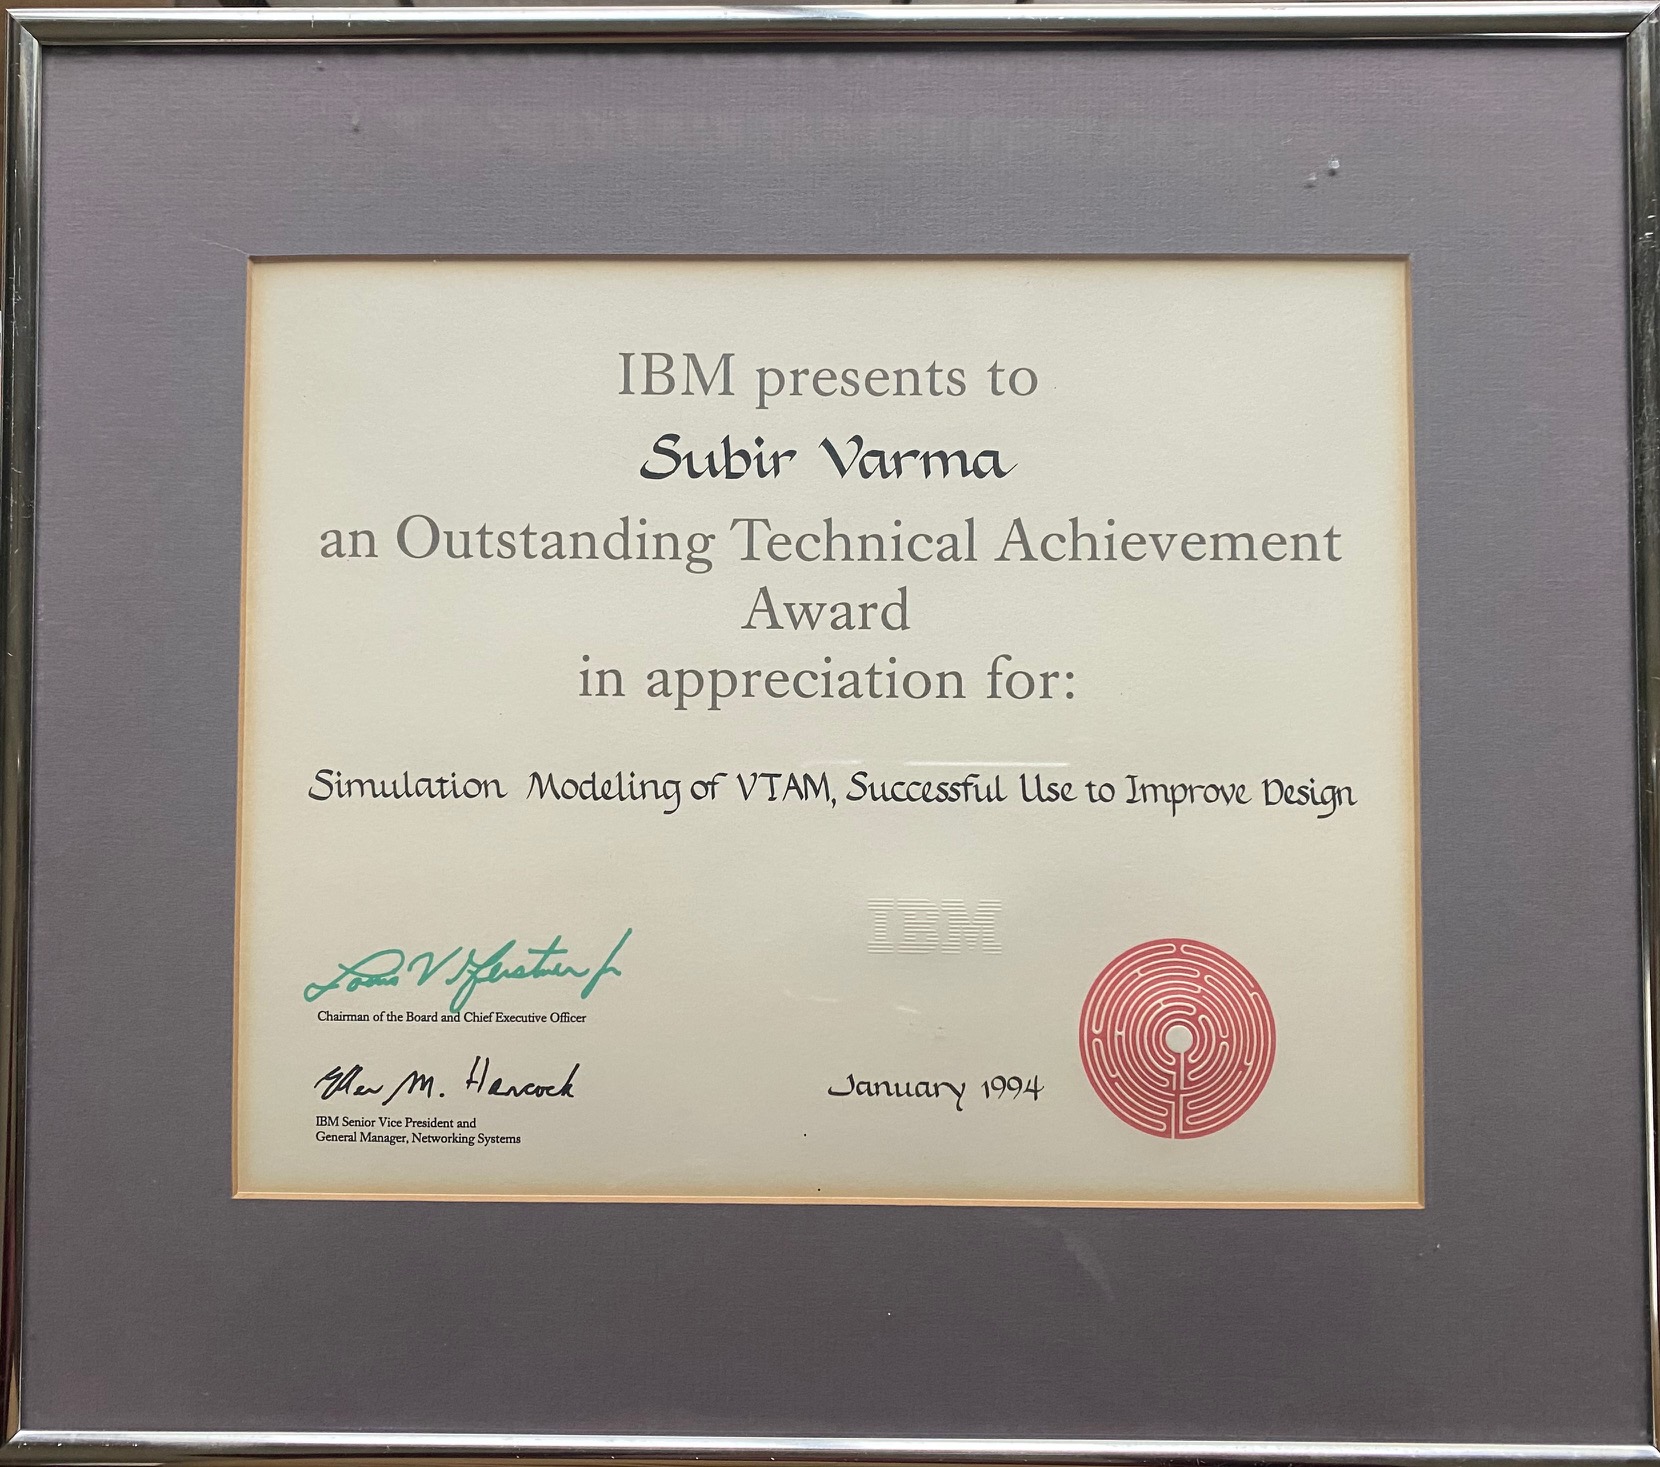 IBM presents to
Subir Varma
an Outstanding Technical Achievement
Award
in appreciation for:
Simulation Modeling of VTAM, Successful Use to Improve Design
IBM
Louis V Gerstner Jr
Chairman of the Board and Chief Executive Officer
Ellen M. Hancock
IBM Senior Vice President and
General Manager, Networking Systems
January 1994